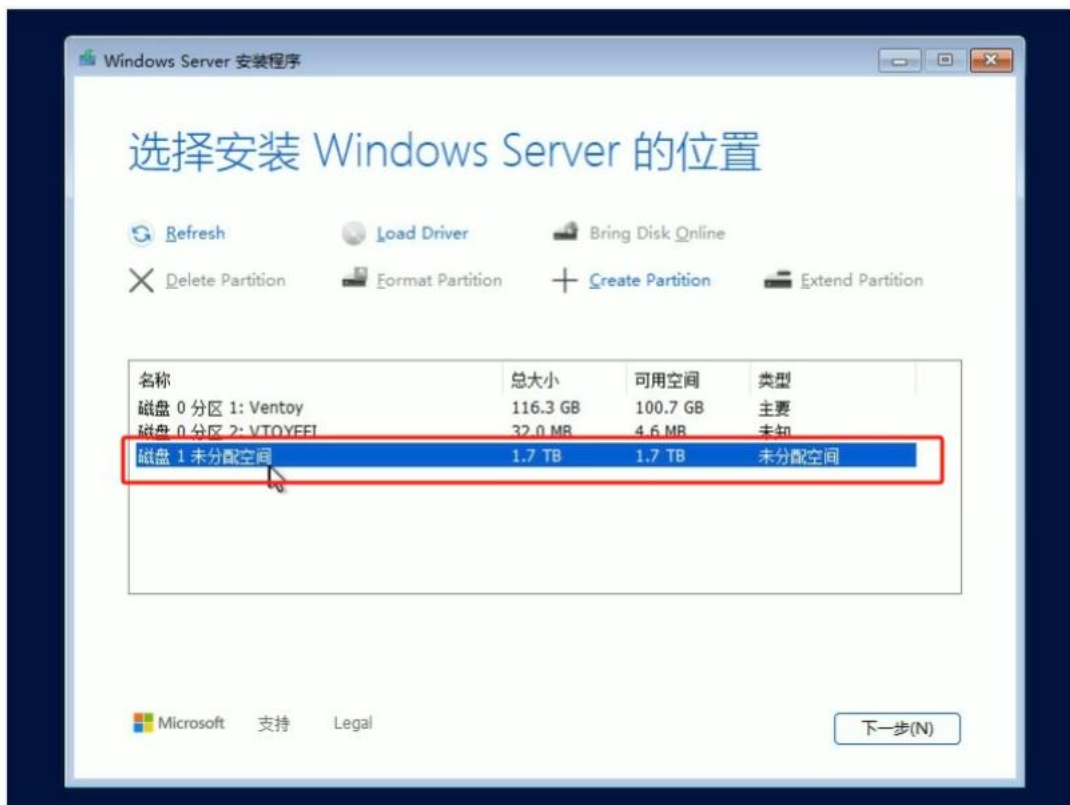 Windows Server 安装程序
选择安装 Windows Server 的位置
Refresh Load Driver Bring Disk Online
Delete Partition Format Partition Create Partition Extend Partition
名称 总大小 可用空间 类型
磁盘 0 分区 1: Ventoy 116.3 GB 100.7 GB 主要
磁盘 0 分区 2: VTOYEFI 32.0 MB 4.6 MB 未知
磁盘 1 未分配空间 1.7 TB 1.7 TB 未分配空间
Microsoft 支持 Legal 下一步(N)